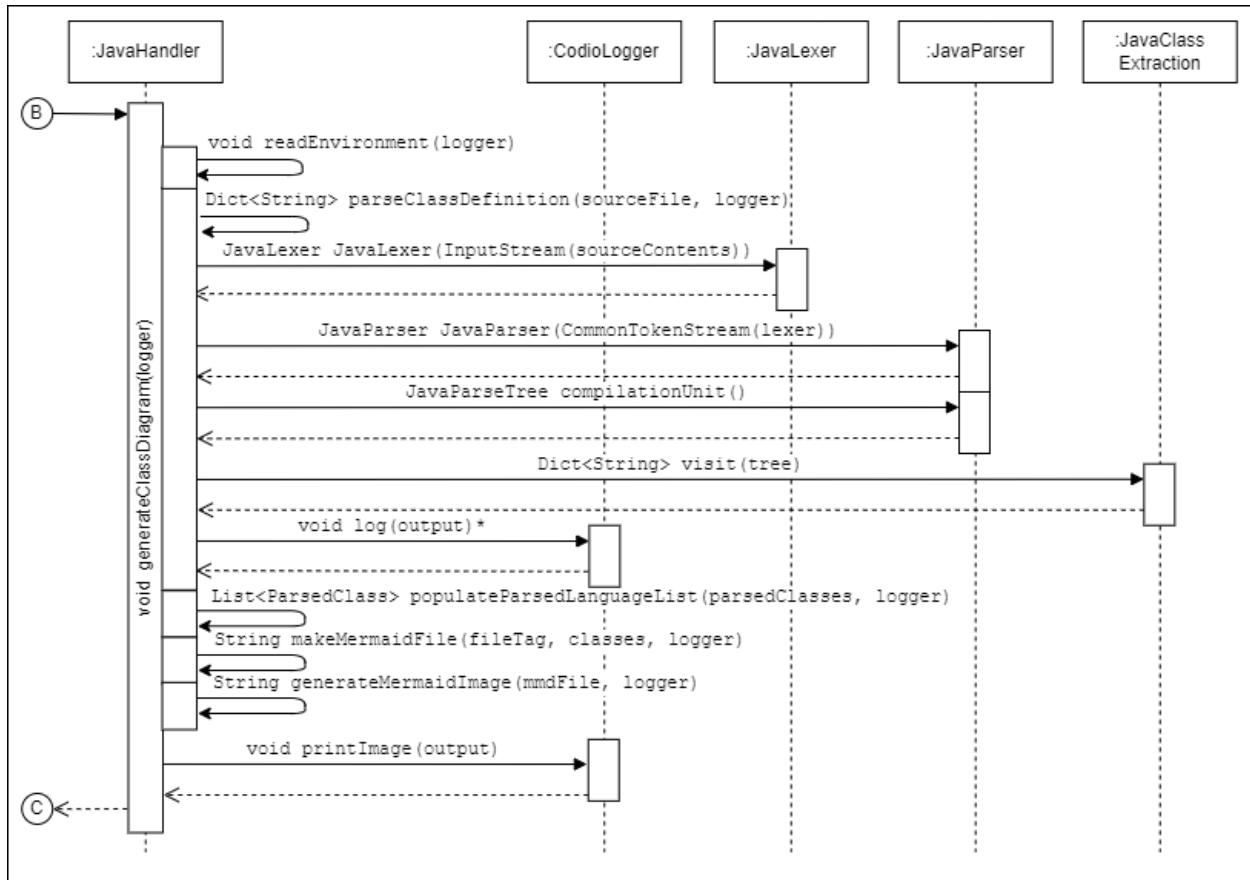 :JavaHandler
:CodioLogger
:JavaLexer
:JavaParser
:JavaClass
Extraction
B
void generateClassDiagram(logger)
void readEnvironment(logger)
Dict<String> parseClassDefinition(sourceFile, logger)
JavaLexer JavaLexer(InputStream(sourceContents))
JavaParser JavaParser(CommonTokenStream(lexer))
JavaParseTree compilationUnit()
Dict<String> visit(tree)
void log(output)*
List<ParsedClass> populateParsedLanguageList(parsedClasses, logger)
String makeMermaidFile(fileTag, classes, logger)
String generateMermaidImage(mmdFile, logger)
void printImage(output)
C